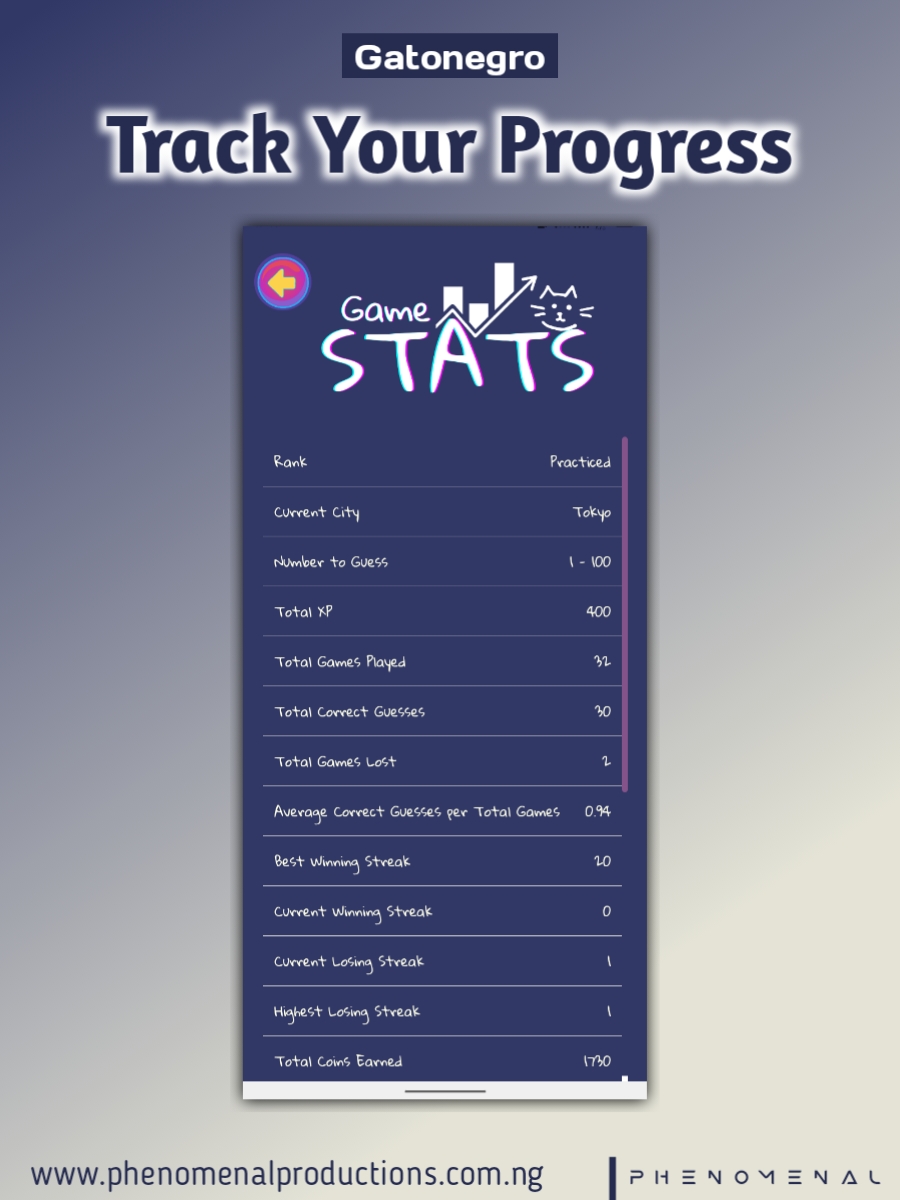 Gatonegro
Track Your Progress
Game
STATS
Rank Practiced
Current City Tokyo
Number to Guess 1 - 100
Total XP 400
Total Games Played 32
Total Correct Guesses 30
Total Games Lost 2
Average Correct Guesses per Total Games 0.94
Best Winning Streak 20
Current Winning Streak 0
Current Losing Streak 1
Highest Losing Streak 1
Total Coins Earned 1730
www.phenomenalproductions.com.ng
PHENOMENAL